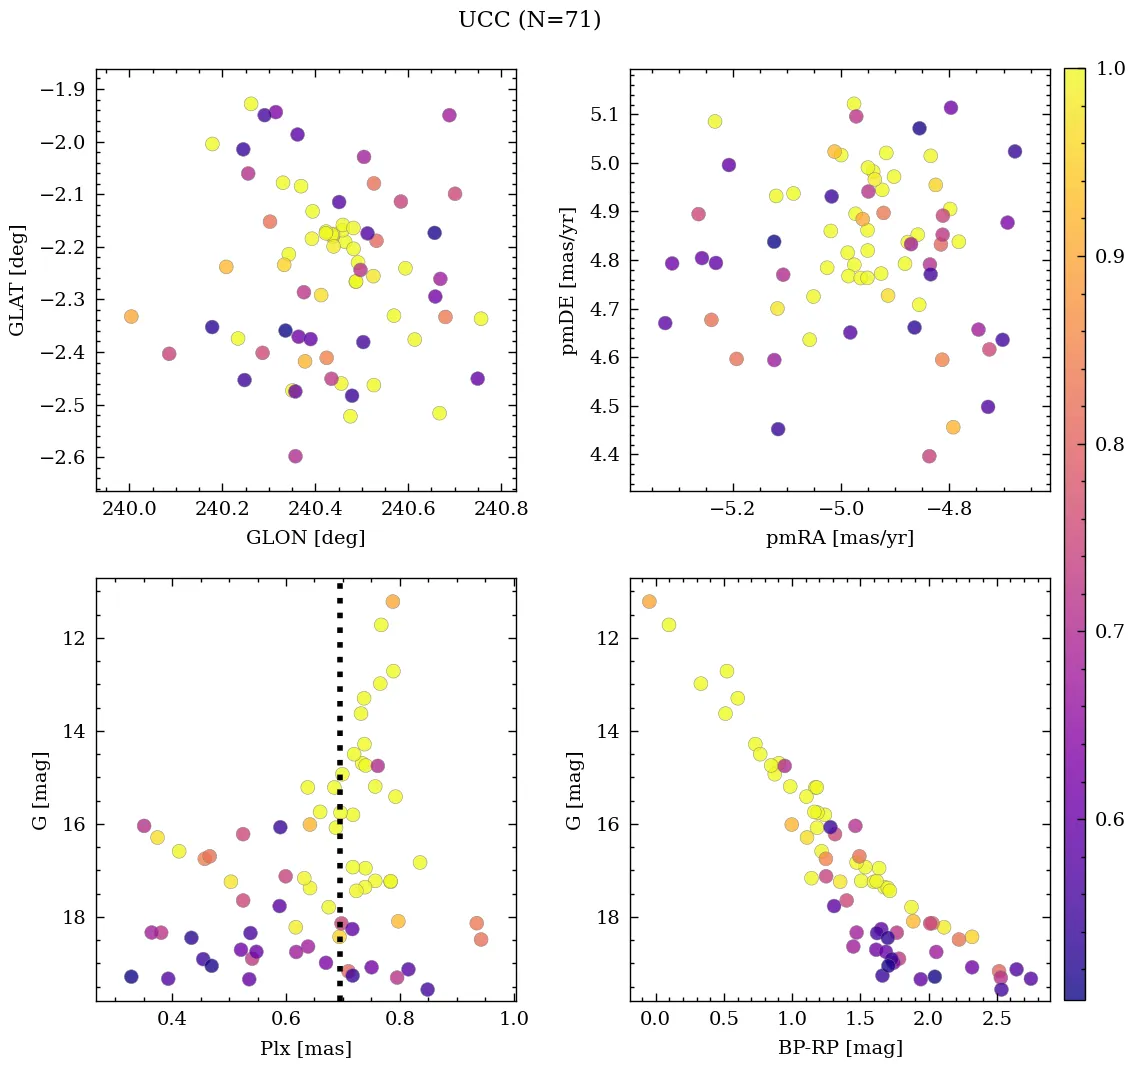 UCC (N=71)
−1.9
−2.0
−2.1
−2.2
−2.3
−2.4
−2.5
−2.6
GLAT [deg]
240.0 240.2 240.4 240.6 240.8
GLON [deg]
5.1
5.0
4.9
4.8
4.7
4.6
4.5
4.4
pmDE [mas/yr]
−5.2 −5.0 −4.8
pmRA [mas/yr]
12
14
16
18
G [mag]
0.4 0.6 0.8 1.0
Plx [mas]
12
14
16
18
G [mag]
0.0 0.5 1.0 1.5 2.0 2.5
BP-RP [mag]
1.0
0.9
0.8
0.7
0.6